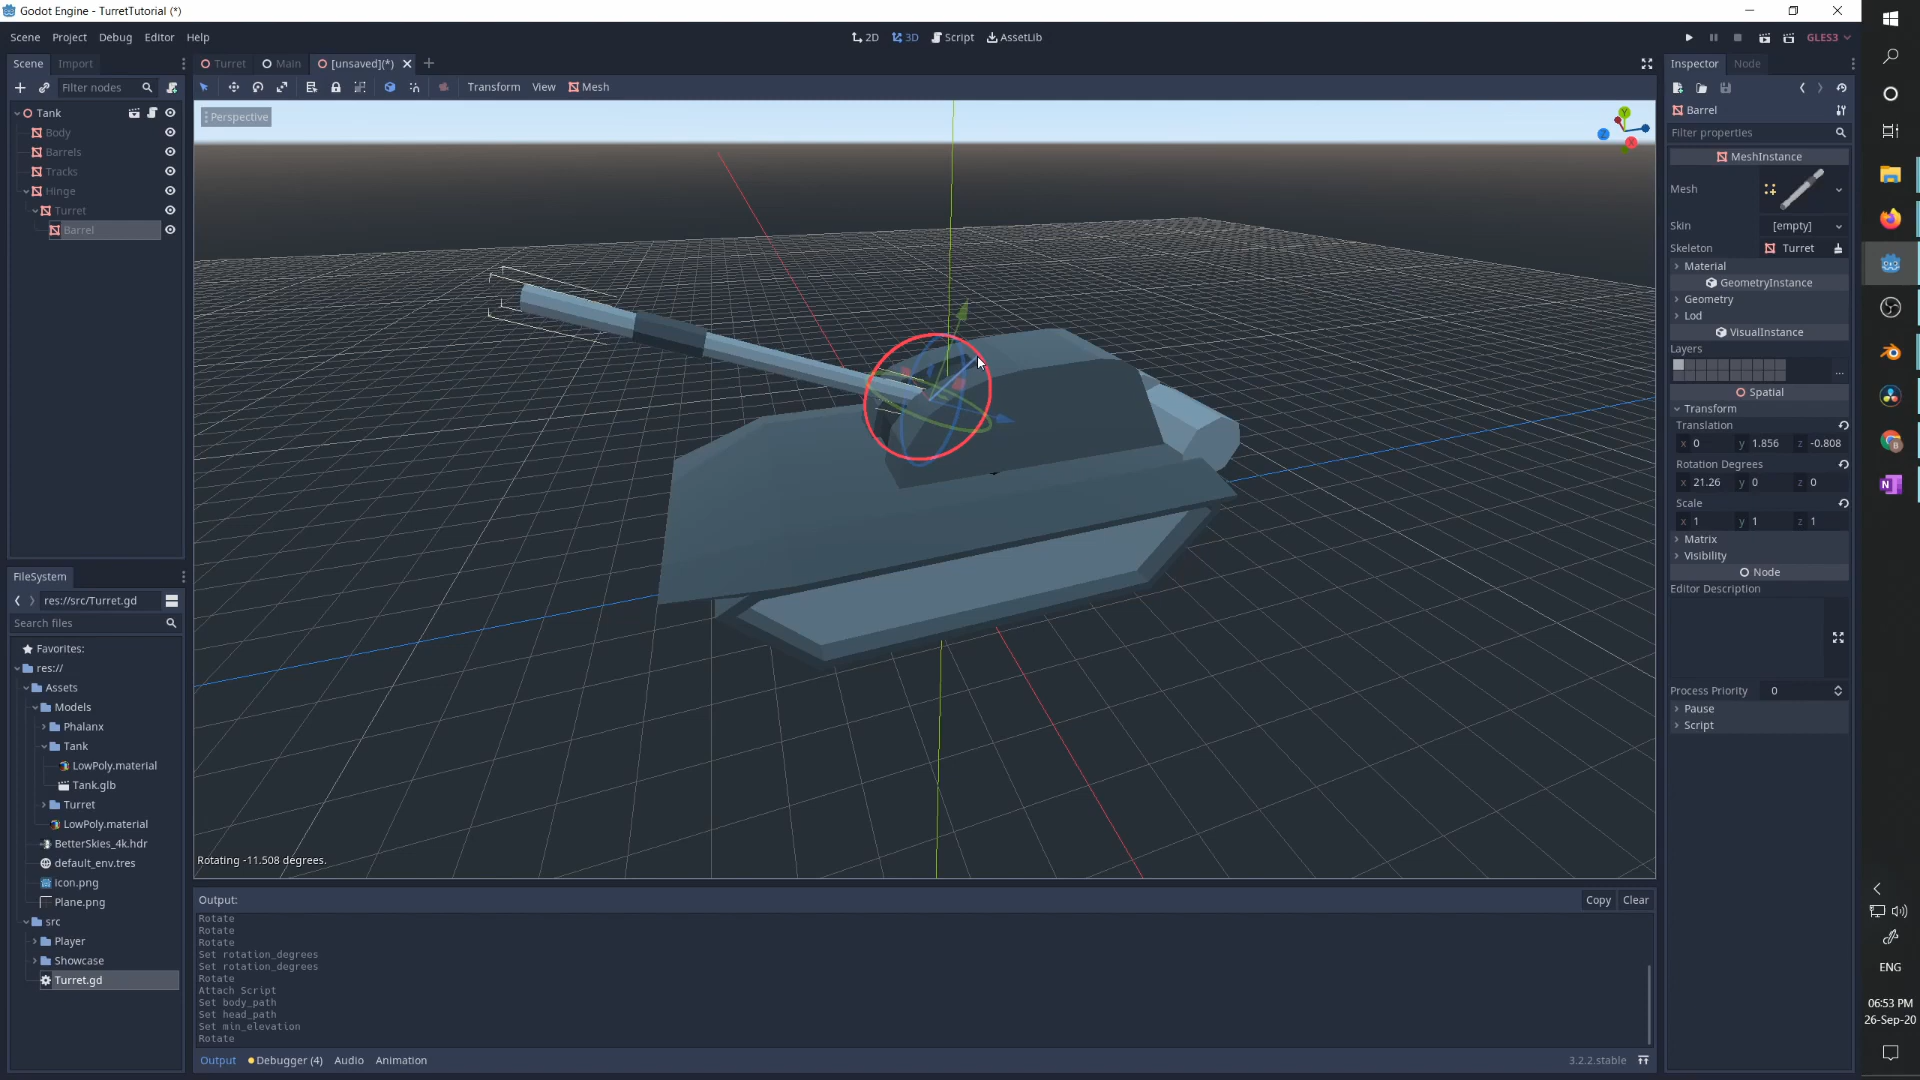 Godot Engine - TurretTutorial (*)
Scene Project Debug Editor Help
2D 3D Script AssetLib
GLES3
Scene Import
Turret Main [unsaved](*)
Inspector Node
Filter nodes
Transform View Mesh
Tank
Body
Barrels
Tracks
Hinge
Turret
Barrel
Perspective
Y
Z
X
Barrel
Filter properties
MeshInstance
Mesh
Skin [empty]
Skeleton Turret
Material
GeometryInstance
Geometry
Lod
VisualInstance
Layers
...
Spatial
Transform
Translation
x 0 y 1.856 z -0.808
Rotation Degrees
x 21.26 y 0 z 0
Scale
x 1 y 1 z 1
Matrix
Visibility
Node
Editor Description
Process Priority 0
Pause
Script
FileSystem
res://src/Turret.gd
Search files
Favorites:
res://
Assets
Models
Phalanx
Tank
LowPoly.material
Tank.glb
Turret
LowPoly.material
BetterSkies_4k.hdr
default_env.tres
icon.png
Plane.png
src
Player
Showcase
Turret.gd
Rotating -11.508 degrees.
Output:
Copy Clear
Rotate
Rotate
Rotate
Set rotation_degrees
Set rotation_degrees
Rotate
Attach Script
Set body_path
Set head_path
Set min_elevation
Rotate
Output Debugger (4) Audio Animation
3.2.2.stable
ENG
06:53 PM
26-Sep-20